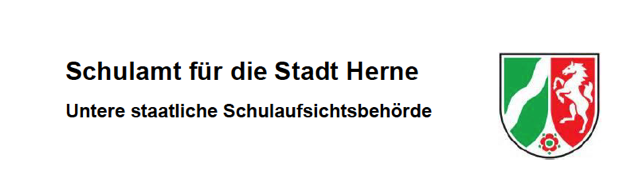 Schulamt für die Stadt Herne
Untere staatliche Schulaufsichtsbehörde